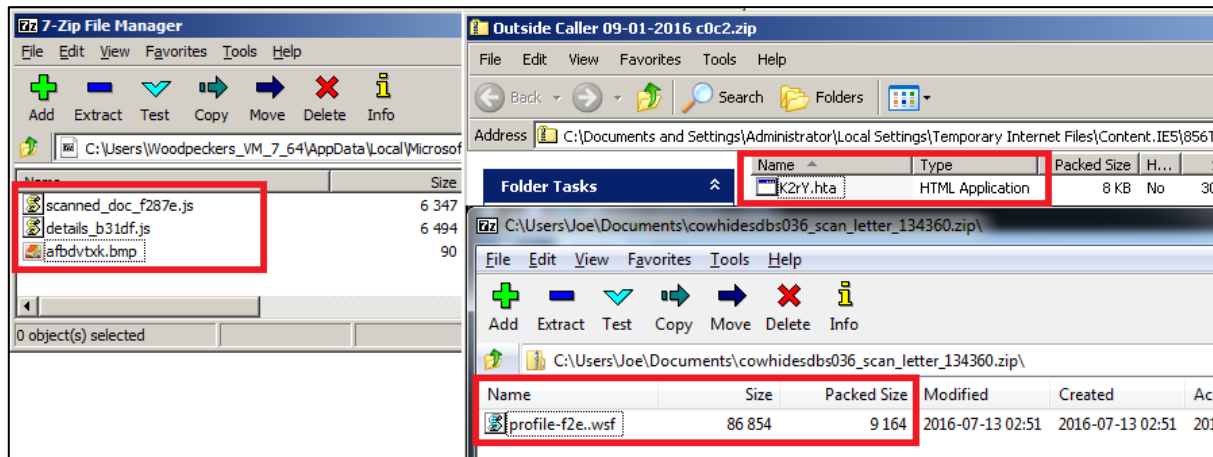 7-Zip File Manager
File Edit View Favorites Tools Help
Add Extract Test Copy Move Delete Info
C:\Users\Woodpeckers_VM_7_64\AppData\Local\Microsof
Size
scanned_doc_f287e.js 6 347
details_b31df.js 6 494
afbdvtxk.bmp 90
0 object(s) selected
Outside Caller 09-01-2016 c0c2.zip
File Edit View Favorites Tools Help
Back Search Folders
Address C:\Documents and Settings\Administrator\Local Settings\Temporary Internet Files\Content.IE5\856T
Name Type Packed Size H...
Folder Tasks K2rY.hta HTML Application 8 KB No 30
C:\Users\Joe\Documents\cowhidesdbs036_scan_letter_134360.zip\
File Edit View Favorites Tools Help
Add Extract Test Copy Move Delete Info
C:\Users\Joe\Documents\cowhidesdbs036_scan_letter_134360.zip\
Name Size Packed Size Modified Created Ac
profile-f2e..wsf 86 854 9 164 2016-07-13 02:51 2016-07-13 02:51 201